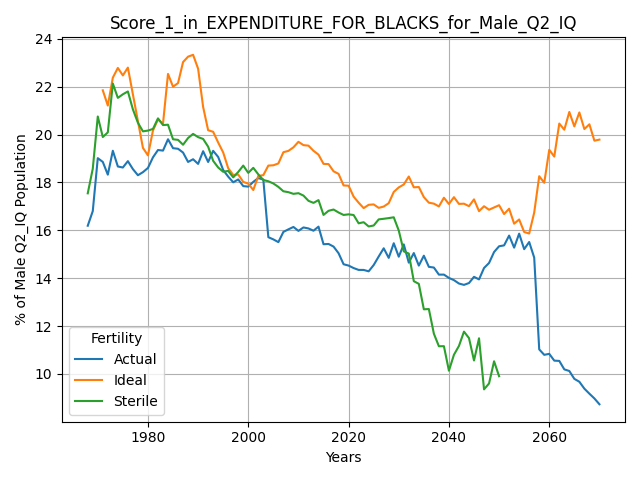 Score_1_in_EXPENDITURE_FOR_BLACKS_for_Male_Q2_IQ
24
22
20
18
16
14
12
10
% of Male Q2_IQ Population
Fertility
Actual
Ideal
Sterile
1980 2000 2020 2040 2060
Years